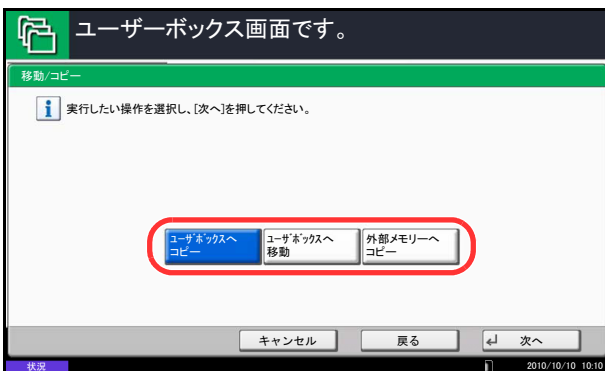 ユーザーボックス画面です。
移動/コピー
実行したい操作を選択し、[次へ]を押してください。
ユーザボックスへ
コピー
ユーザボックスへ
移動
外部メモリーへ
コピー
キャンセル
戻る
次へ
状況
2010/10/10 10:10